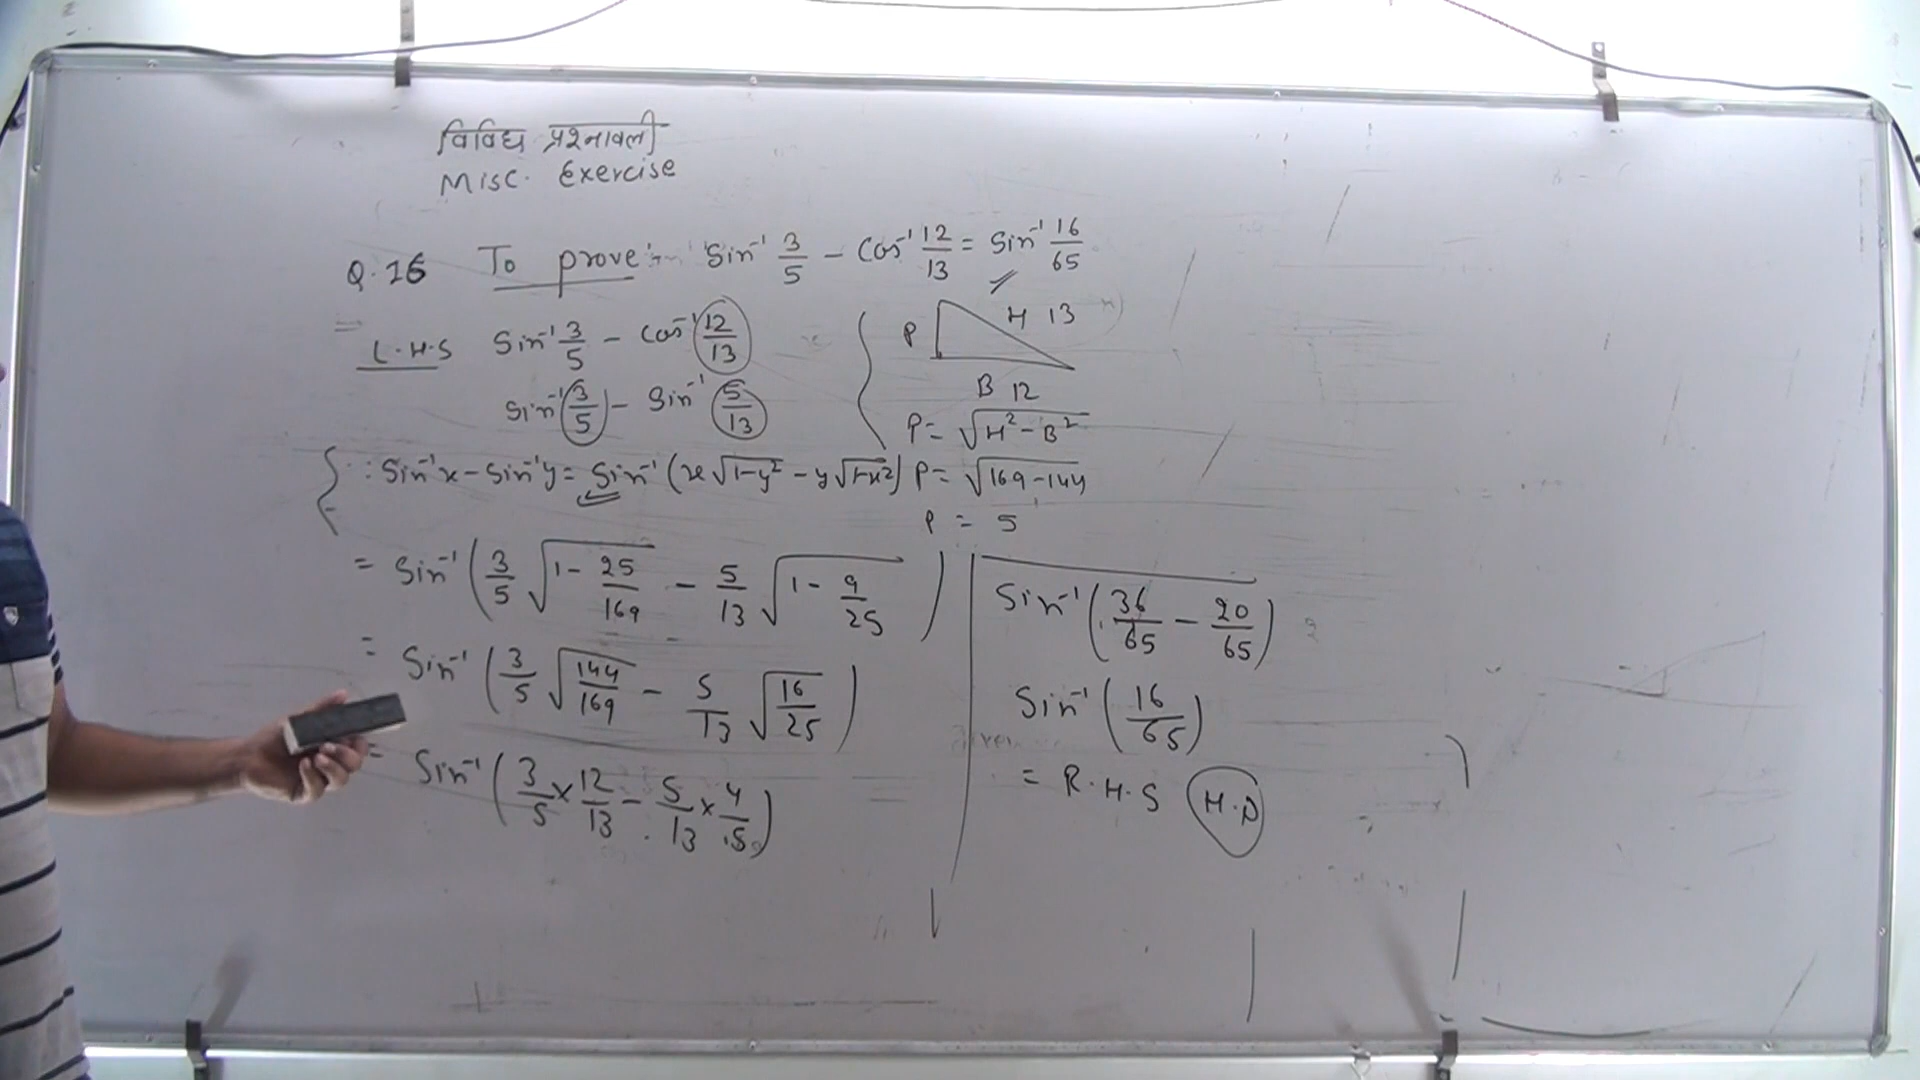 विविध प्रश्नावली
Misc. Exercise
Q.16 To prove:- Sin⁻¹ 3/5 - Cos⁻¹ 12/13 = Sin⁻¹ 16/65
L.H.S Sin⁻¹ 3/5 - Cos⁻¹ 12/13
Sin⁻¹ 3/5 - Sin⁻¹ 5/13
P H 13
B 12
P = √(H² - B²)
P = √(169-144)
P = 5
∵ Sin⁻¹x - Sin⁻¹y = Sin⁻¹ (x√(1-y²) - y√(1-x²))
= Sin⁻¹ (3/5 √(1 - 25/169) - 5/13 √(1 - 9/25))
= Sin⁻¹ (3/5 √(144/169) - 5/13 √(16/25))
= Sin⁻¹ (3/5 × 12/13 - 5/13 × 4/5)
Sin⁻¹ (36/65 - 20/65)
Sin⁻¹ (16/65)
= R.H.S H.P